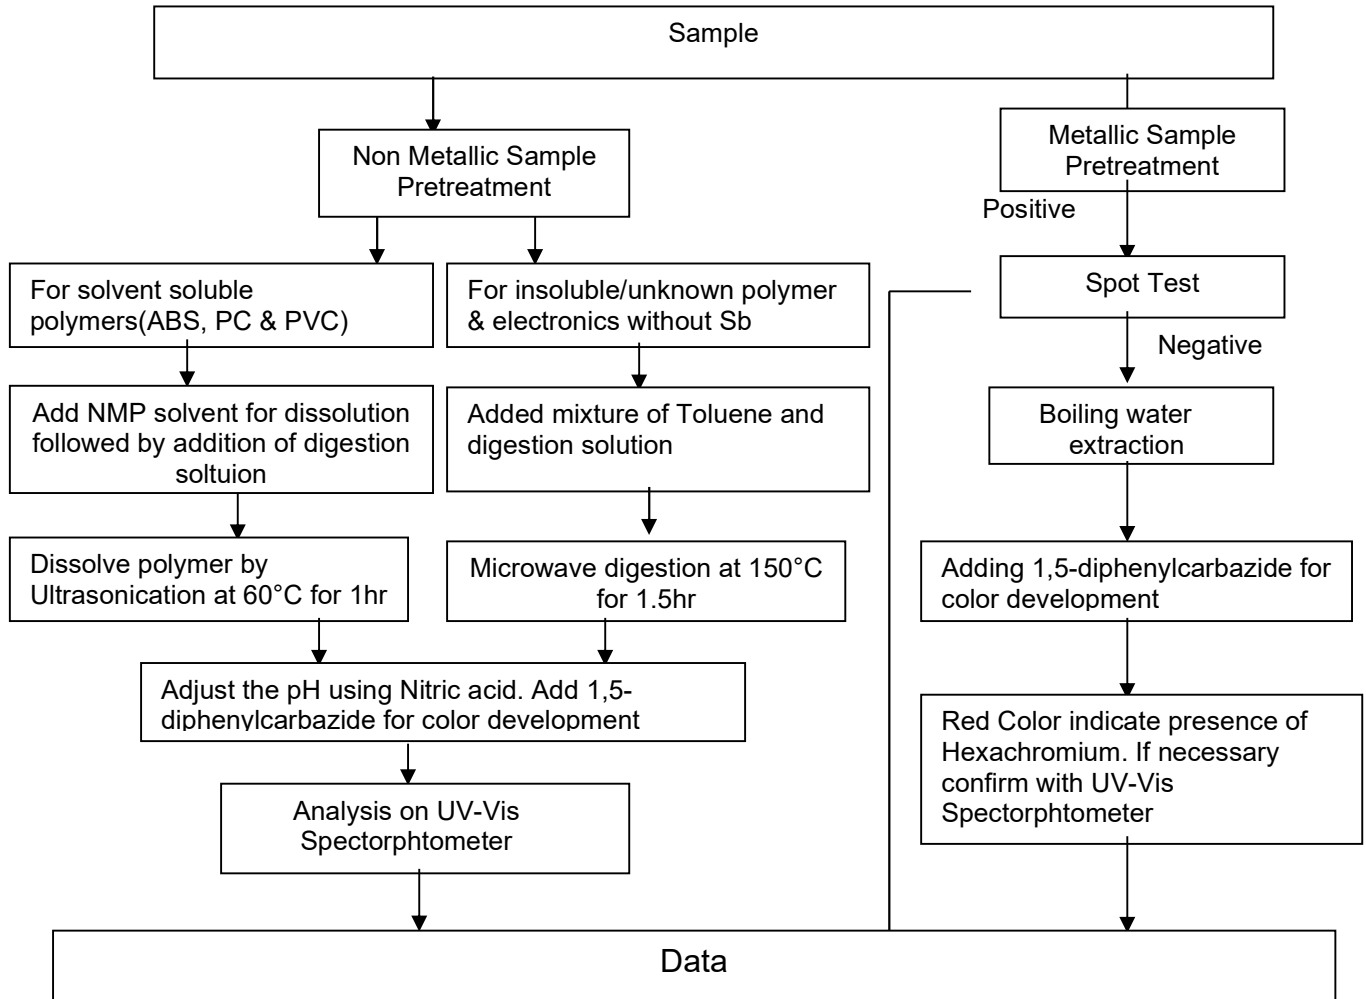 Sample
Non Metallic Sample
Pretreatment
Metallic Sample
Pretreatment
Positive
For solvent soluble
polymers(ABS, PC & PVC)
For insoluble/unknown polymer
& electronics without Sb
Spot Test
Negative
Add NMP solvent for dissolution
followed by addition of digestion
soltuion
Added mixture of Toluene and
digestion solution
Boiling water
extraction
Dissolve polymer by
Ultrasonication at 60°C for 1hr
Microwave digestion at 150°C
for 1.5hr
Adding 1,5-diphenylcarbazide for
color development
Adjust the pH using Nitric acid. Add 1,5-
diphenylcarbazide for color development
Red Color indicate presence of
Hexachromium. If necessary
confirm with UV-Vis
Spectorphtometer
Analysis on UV-Vis
Spectorphtometer
Data